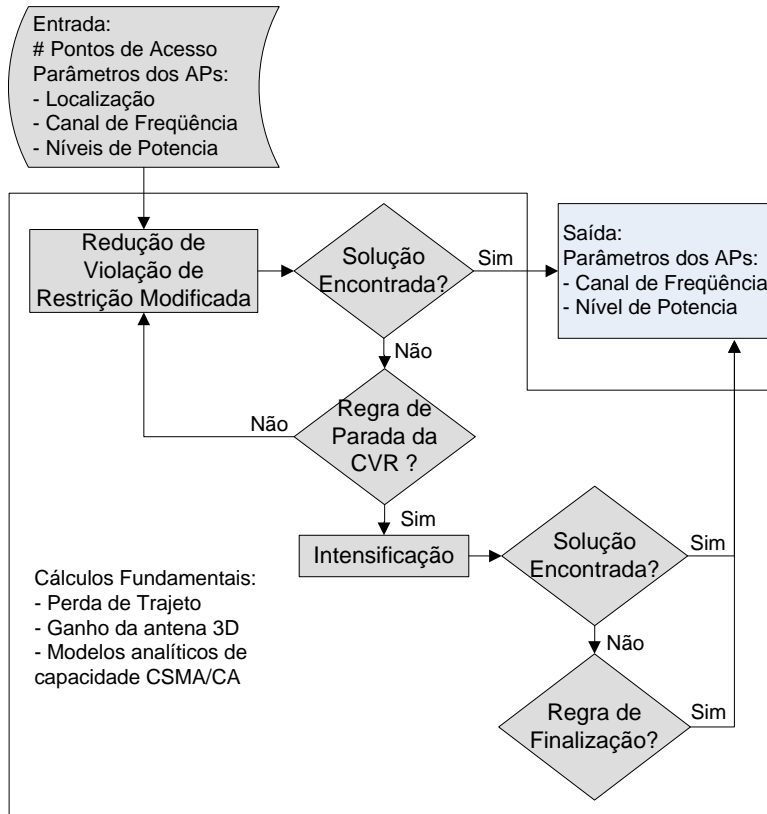 Entrada:
# Pontos de Acesso
Parâmetros dos APs:
- Localização
- Canal de Freqüência
- Níveis de Potencia
Redução de
Violação de
Restrição Modificada
Solução
Encontrada?
Sim
Saída:
Parâmetros dos APs:
- Canal de Freqüência
- Nível de Potencia
Não
Não
Regra de
Parada da
CVR ?
Sim
Intensificação
Solução
Encontrada?
Sim
Cálculos Fundamentais:
- Perda de Trajeto
- Ganho da antena 3D
- Modelos analíticos de
capacidade CSMA/CA
Não
Regra de
Finalização?
Sim